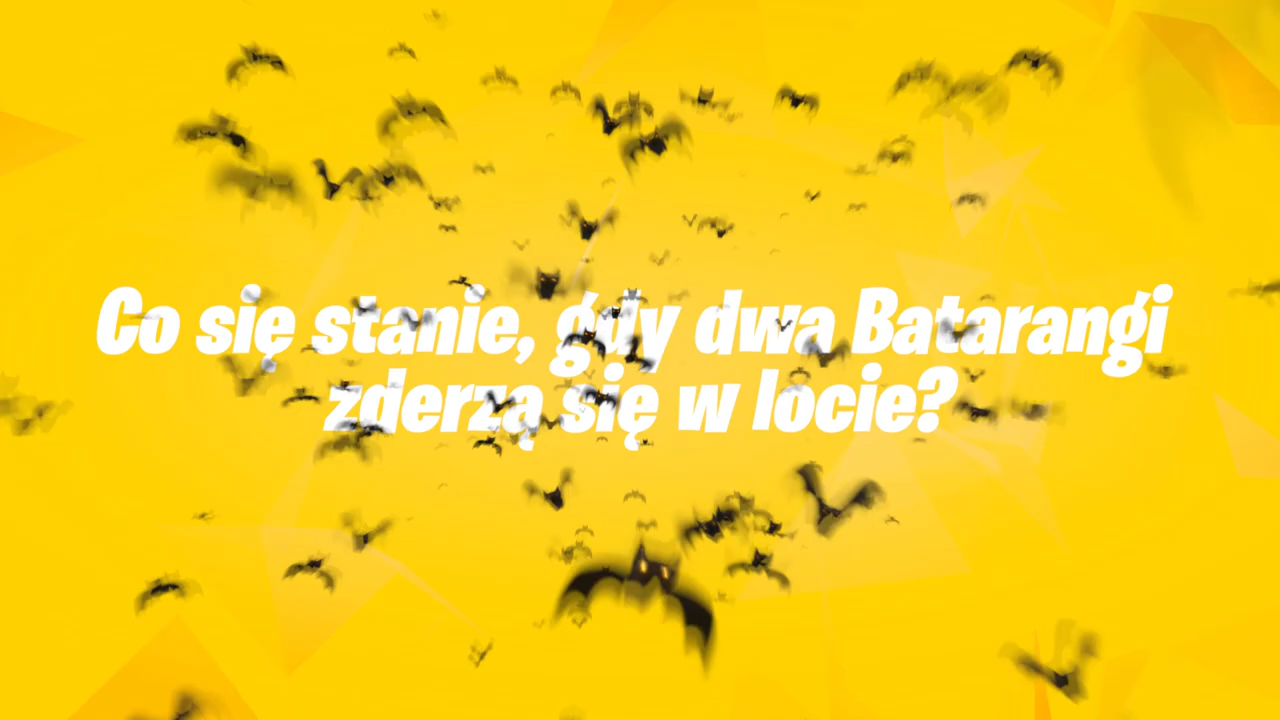 Co się stanie, gdy dwa Batarangi
zderzą się w locie?